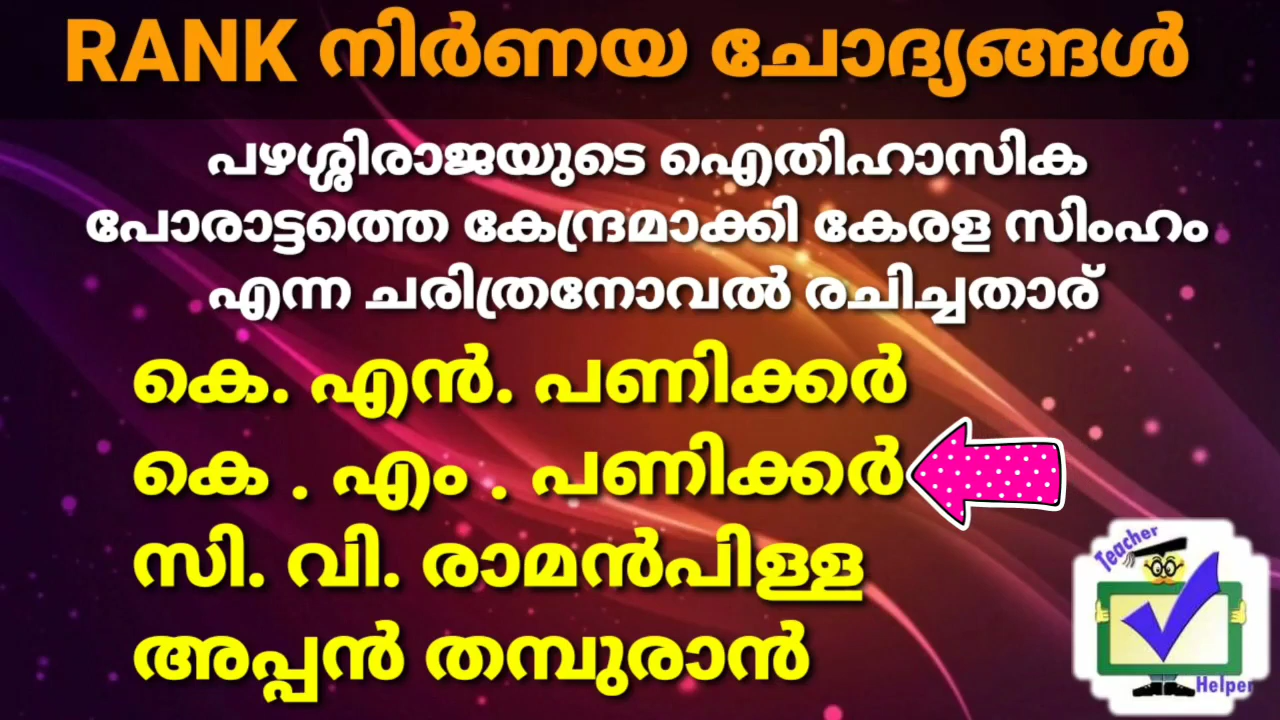 RANK നിർണയ ചോദ്യങ്ങൾ
പഴശ്ശിരാജയുടെ ഐതിഹാസിക
പോരാട്ടത്തെ കേന്ദ്രമാക്കി കേരള സിംഹം
എന്ന ചരിത്രനോവൽ രചിച്ചതാര്
കെ. എൻ. പണിക്കർ
കെ . എം . പണിക്കർ
സി. വി. രാമൻപിള്ള
അപ്പൻ തമ്പുരാൻ
Teacher
Helper